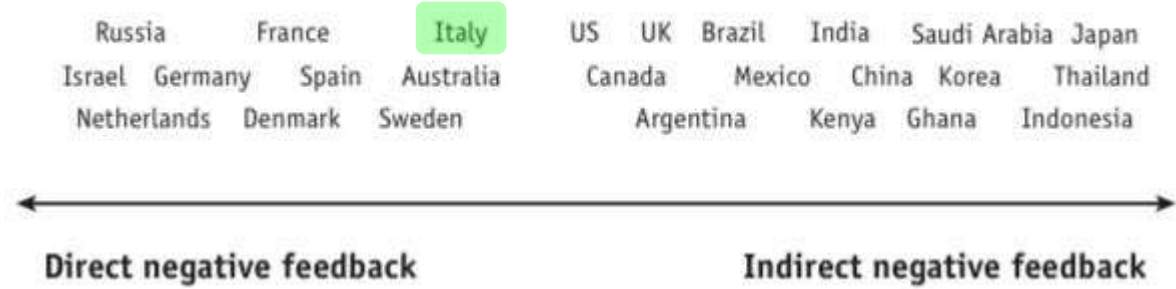 Russia France Italy US UK Brazil India Saudi Arabia Japan
Israel Germany Spain Australia Canada Mexico China Korea Thailand
Netherlands Denmark Sweden Argentina Kenya Ghana Indonesia
Direct negative feedback Indirect negative feedback